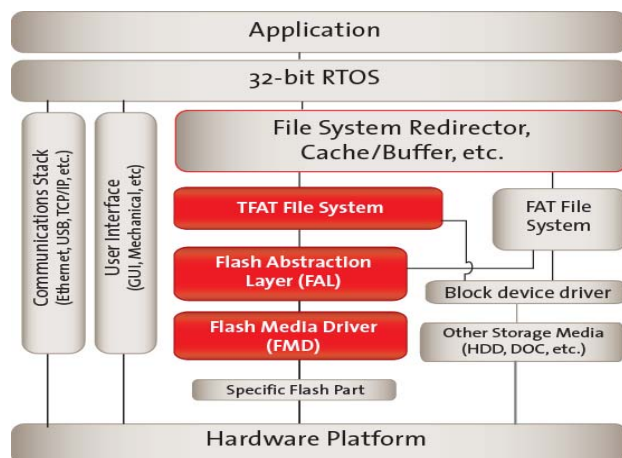 Application
32-bit RTOS
Communications Stack
(Ethernet, USB, TCP/IP, etc.)
User Interface
(GUI, Mechanical, etc)
File System Redirector,
Cache/Buffer, etc.
TFAT File System
FAT File
System
Flash Abstraction
Layer (FAL)
Block device driver
Flash Media Driver
(FMD)
Other Storage Media
(HDD, DOC, etc.)
Specific Flash Part
Hardware Platform